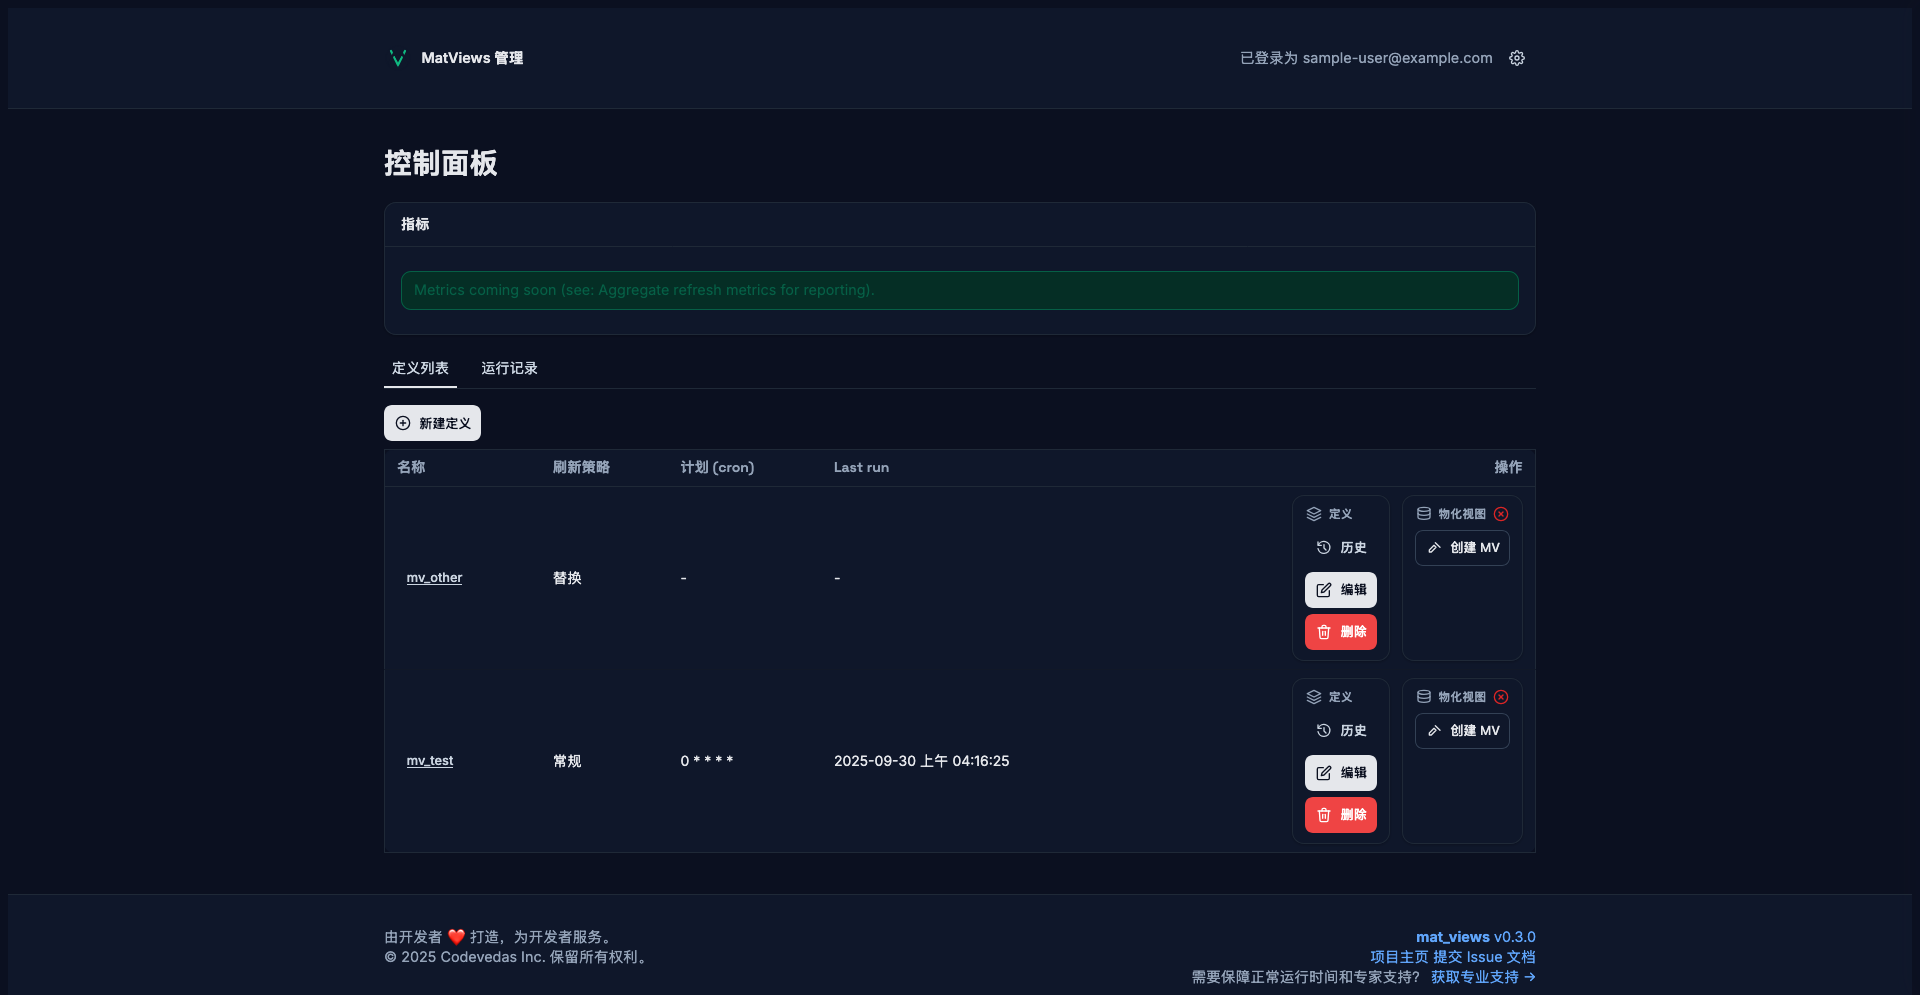 MatViews 管理
已登录为 sample-user@example.com
控制面板
指标
Metrics coming soon (see: Aggregate refresh metrics for reporting).
定义列表 运行记录
新建定义
名称 刷新策略 计划 (cron) Last run 操作
定义 物化视图
历史 创建 MV
mv_other 替换 - -
编辑
删除
定义 物化视图
历史 创建 MV
mv_test 常规 0 * * * * 2025-09-30 上午 04:16:25
编辑
删除
由开发者 ❤️ 打造，为开发者服务。
© 2025 Codevedas Inc. 保留所有权利。
mat_views v0.3.0
项目主页 提交 Issue 文档
需要保障正常运行时间和专家支持？ 获取专业支持 →